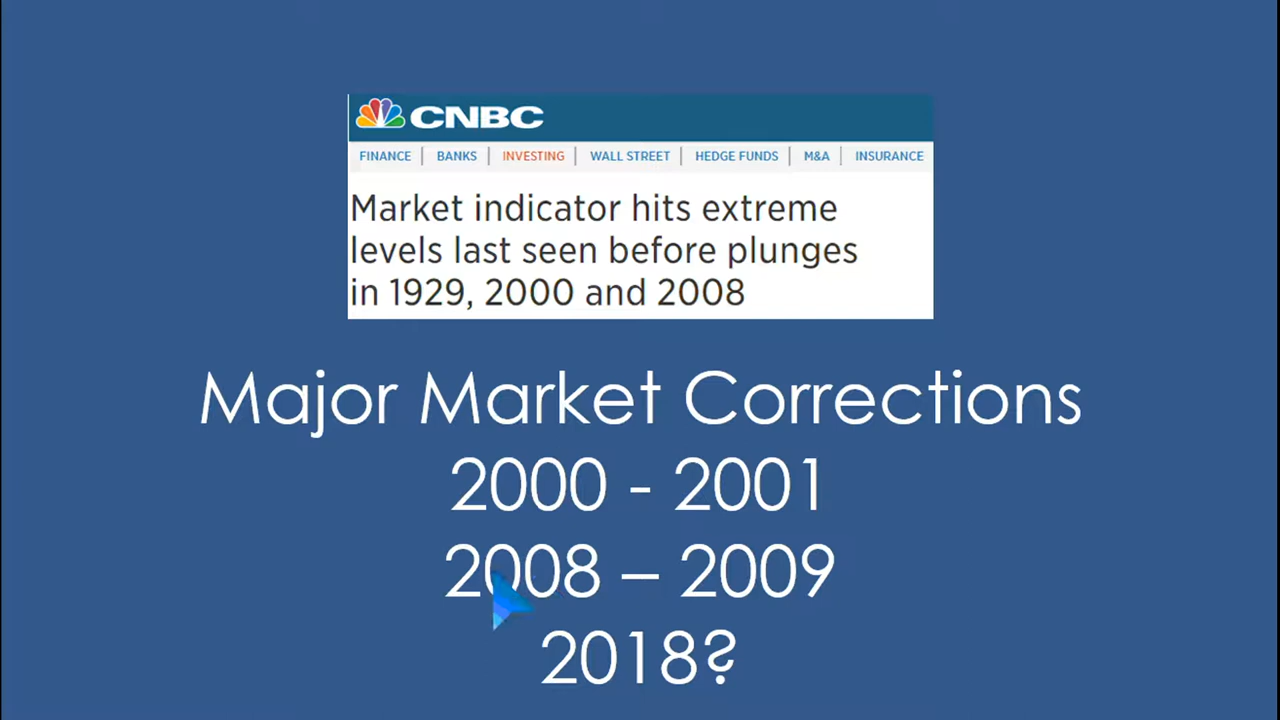 CNBC
FINANCE | BANKS | INVESTING | WALL STREET | HEDGE FUNDS | M&A | INSURANCE
Market indicator hits extreme
levels last seen before plunges
in 1929, 2000 and 2008
Major Market Corrections
2000 - 2001
2008 – 2009
2018?